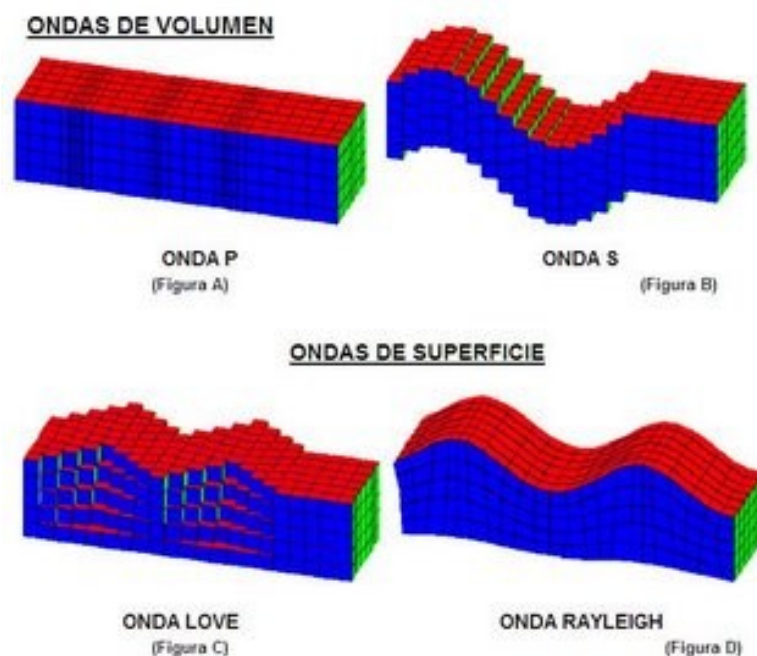 ONDAS DE VOLUMEN
ONDA P
(Figura A)
ONDA S
(Figura B)
ONDAS DE SUPERFICIE
ONDA LOVE
(Figura C)
ONDA RAYLEIGH
(Figura D)